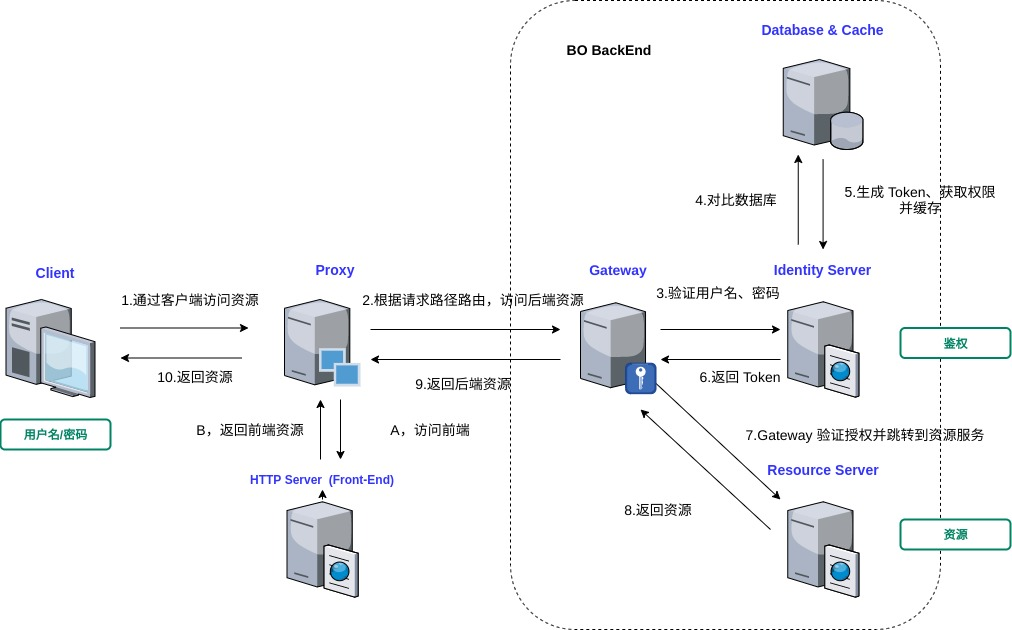 Database & Cache
BO BackEnd
4.对比数据库
5.生成 Token、获取权限
并缓存
Client
Proxy
Gateway
Identity Server
1.通过客户端访问资源
2.根据请求路径路由，访问后端资源
3.验证用户名、密码
鉴权
10.返回资源
9.返回后端资源
6.返回 Token
用户名/密码
B，返回前端资源
A，访问前端
7.Gateway 验证授权并跳转到资源服务
HTTP Server  (Front-End)
Resource Server
8.返回资源
资源